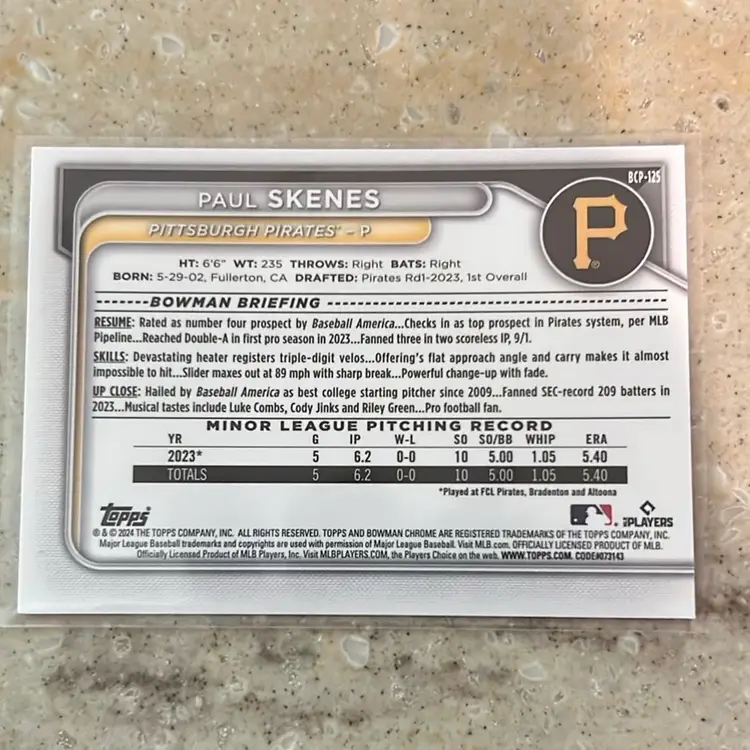 BCP-125
PAUL SKENES
PITTSBURGH PIRATES® – P
P®
HT: 6'6" WT: 235 THROWS: Right BATS: Right
BORN: 5-29-02, Fullerton, CA DRAFTED: Pirates Rd1-2023, 1st Overall
BOWMAN BRIEFING
RESUME: Rated as number four prospect by Baseball America...Checks in as top prospect in Pirates system, per MLB
Pipeline...Reached Double-A in first pro season in 2023...Fanned three in two scoreless IP, 9/1.
SKILLS: Devastating heater registers triple-digit velos...Offering's flat approach angle and carry makes it almost
impossible to hit...Slider maxes out at 89 mph with sharp break...Powerful change-up with fade.
UP CLOSE: Hailed by Baseball America as best college starting pitcher since 2009...Fanned SEC-record 209 batters in
2023...Musical tastes include Luke Combs, Cody Jinks and Riley Green...Pro football fan.
MINOR LEAGUE PITCHING RECORD
YR G IP W-L SO SO/BB WHIP ERA
2023* 5 6.2 0-0 10 5.00 1.05 5.40
TOTALS 5 6.2 0-0 10 5.00 1.05 5.40
*Played at FCL Pirates, Bradenton and Altoona
topps
PLAYERS
® & © 2024 THE TOPPS COMPANY, INC. ALL RIGHTS RESERVED. TOPPS AND BOWMAN CHROME ARE REGISTERED TRADEMARKS OF THE TOPPS COMPANY, INC.
Major League Baseball trademarks and copyrights are used with permission of Major League Baseball. Visit MLB.com. OFFICIALLY LICENSED PRODUCT OF MLB.
Officially Licensed Product of MLB Players, Inc. Visit MLBPLAYERS.COM, the Players Choice on the web. WWW.TOPPS.COM. CODE#073143